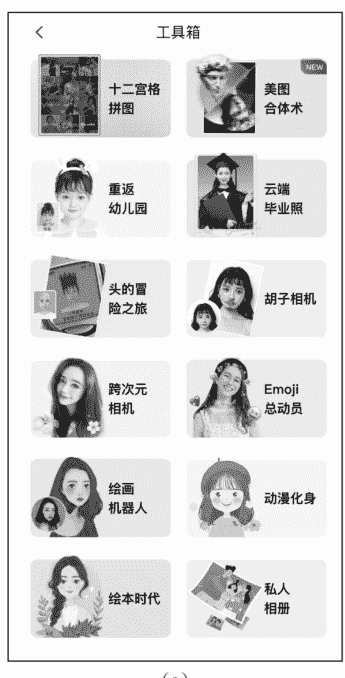 工具箱
十二宫格
拼图
NEW
美图
合体术
重返
幼儿园
云端
毕业照
头的冒
险之旅
胡子相机
跨次元
相机
Emoji
总动员
绘画
机器人
动漫化身
绘本时代
私人
相册